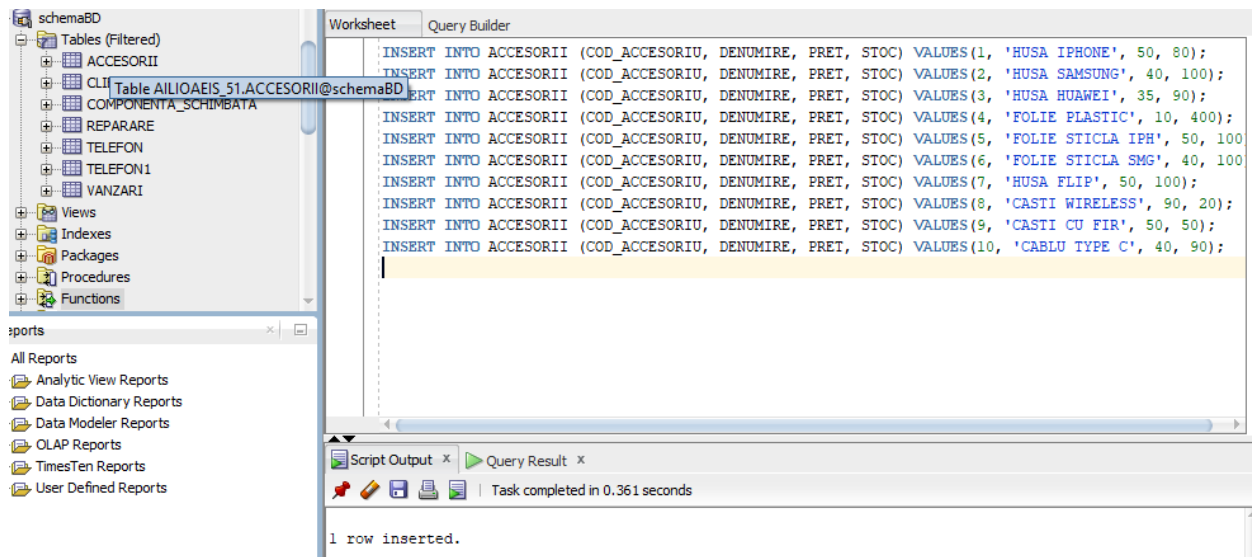 schemaBD
Tables (Filtered)
ACCESORII
Table AILIOAEIS_51.ACCESORII@schemaBD
COMPONENTA_SCHIMBATA
REPARARE
TELEFON
TELEFON1
VANZARI
Views
Indexes
Packages
Procedures
Functions
eports
All Reports
Analytic View Reports
Data Dictionary Reports
Data Modeler Reports
OLAP Reports
TimesTen Reports
User Defined Reports
Worksheet Query Builder
INSERT INTO ACCESORII (COD_ACCESORIU, DENUMIRE, PRET, STOC) VALUES(1, 'HUSA IPHONE', 50, 80);
INSERT INTO ACCESORII (COD_ACCESORIU, DENUMIRE, PRET, STOC) VALUES(2, 'HUSA SAMSUNG', 40, 100);
INSERT INTO ACCESORII (COD_ACCESORIU, DENUMIRE, PRET, STOC) VALUES(3, 'HUSA HUAWEI', 35, 90);
INSERT INTO ACCESORII (COD_ACCESORIU, DENUMIRE, PRET, STOC) VALUES(4, 'FOLIE PLASTIC', 10, 400);
INSERT INTO ACCESORII (COD_ACCESORIU, DENUMIRE, PRET, STOC) VALUES(5, 'FOLIE STICLA IPH', 50, 100
INSERT INTO ACCESORII (COD_ACCESORIU, DENUMIRE, PRET, STOC) VALUES(6, 'FOLIE STICLA SMG', 40, 100
INSERT INTO ACCESORII (COD_ACCESORIU, DENUMIRE, PRET, STOC) VALUES(7, 'HUSA FLIP', 50, 100);
INSERT INTO ACCESORII (COD_ACCESORIU, DENUMIRE, PRET, STOC) VALUES(8, 'CASTI WIRELESS', 90, 20);
INSERT INTO ACCESORII (COD_ACCESORIU, DENUMIRE, PRET, STOC) VALUES(9, 'CASTI CU FIR', 50, 50);
INSERT INTO ACCESORII (COD_ACCESORIU, DENUMIRE, PRET, STOC) VALUES(10, 'CABLU TYPE C', 40, 90);
Script Output x Query Result x
Task completed in 0.361 seconds
1 row inserted.